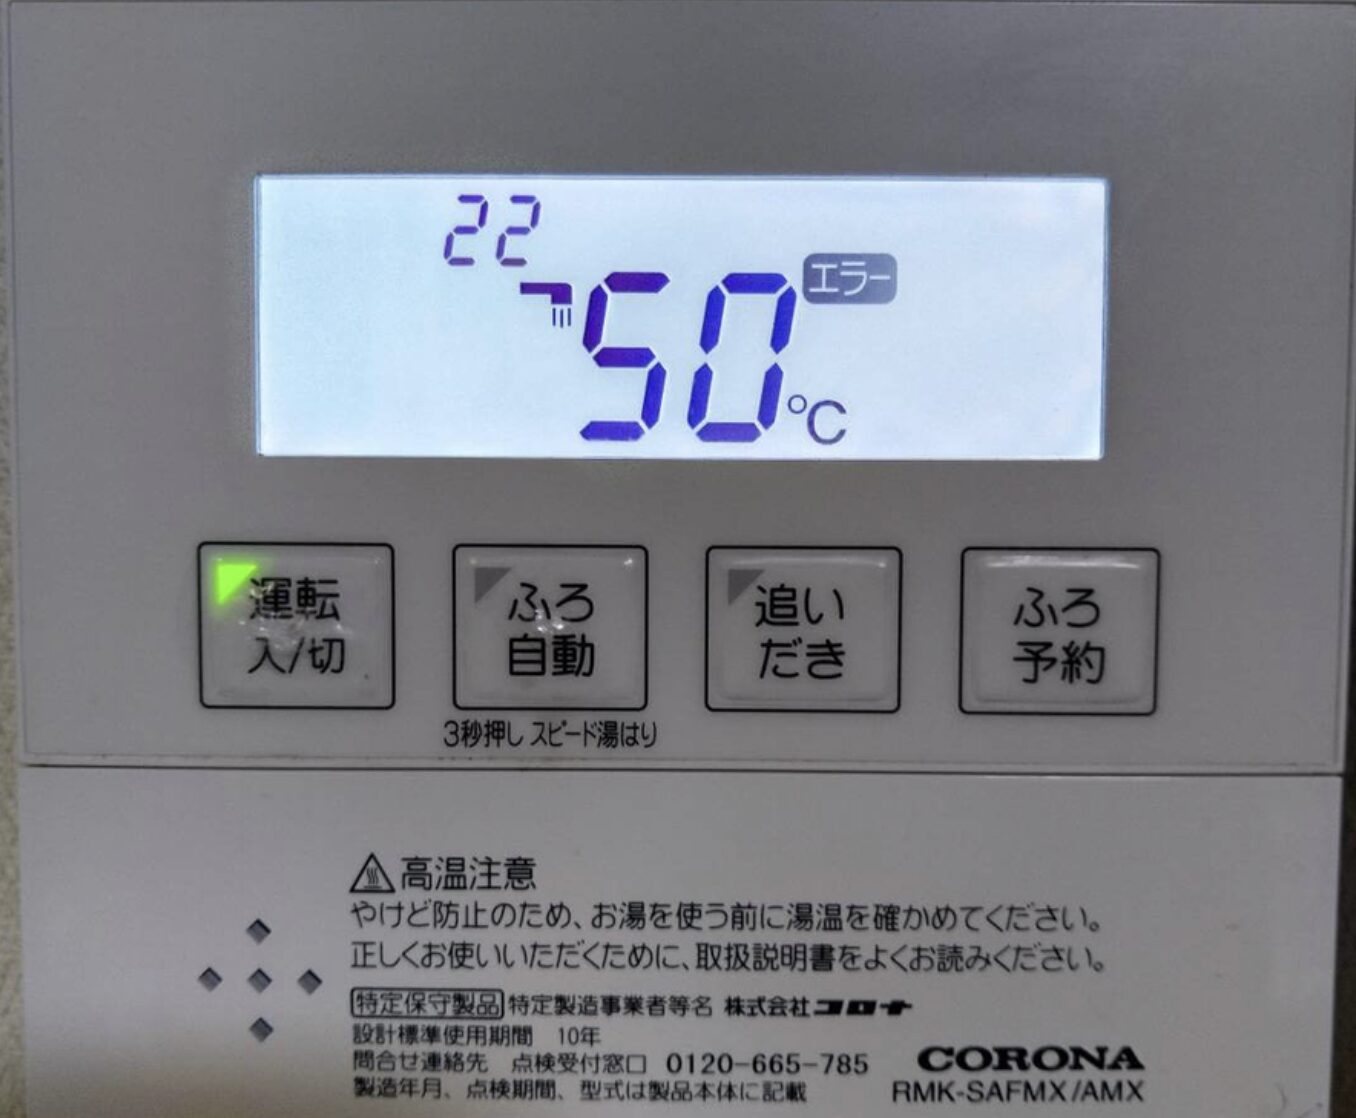 22
エラー
50℃
運転
入/切
ふろ
自動
追い
だき
ふろ
予約
3秒押し スピード湯はり
高温注意
やけど防止のため、お湯を使う前に湯温を確かめてください。
正しくお使いいただくために、取扱説明書をよくお読みください。
特定保守製品 特定製造事業者等名 株式会社コロナ
設計標準使用期間 10年
問合せ連絡先 点検受付窓口 0120-665-785
製造年月、点検期間、型式は製品本体に記載
CORONA
RMK-SAFMX/AMX